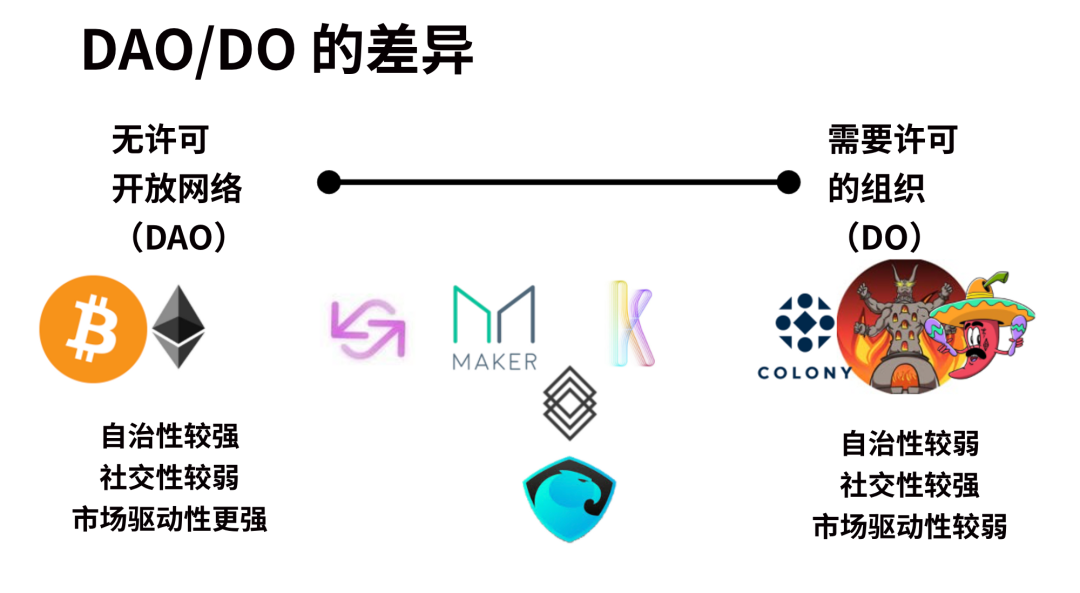 DAO/DO 的差异
无许可
开放网络
（DAO）
需要许可
的组织
（DO）
MAKER
COLONY
自治性较强
社交性较弱
市场驱动性更强
自治性较弱
社交性较强
市场驱动性较弱